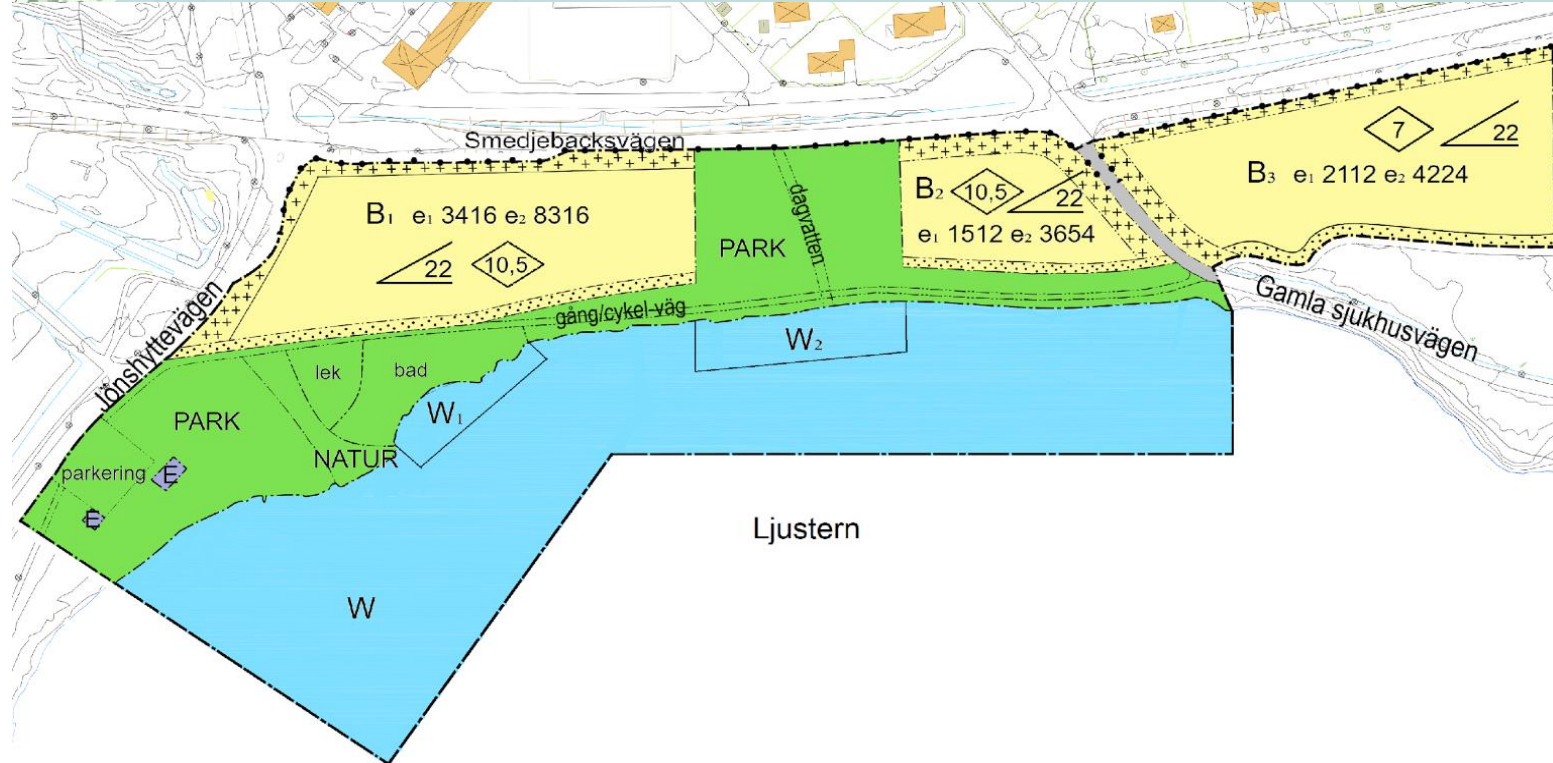 Smedjebacksvägen
7
22
B₃ e₁ 2112 e₂ 4224
B₁ e₁ 3416 e₂ 8316
22
10,5
B₂
10,5
22
e₁ 1512 e₂ 3654
dagvatten
PARK
Jönshyttevägen
gång/cykel-väg
Gamla sjukhusvägen
W₂
lek
bad
W₁
PARK
NATUR
parkering
E
E
Ljustern
W